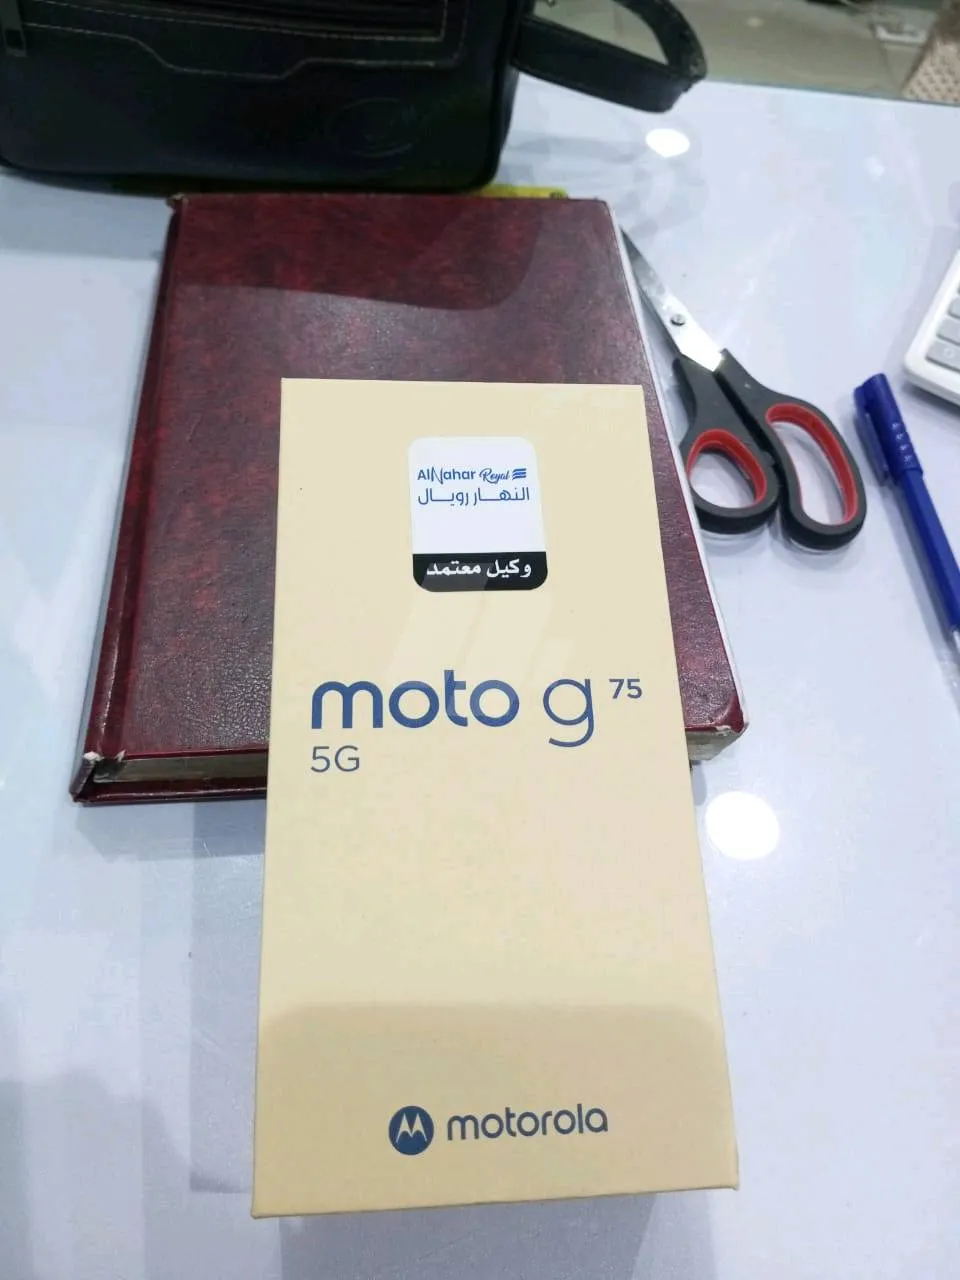 AlNahar Royal
النهار رويال
وكيل معتمد
moto g 75
5G
motorola